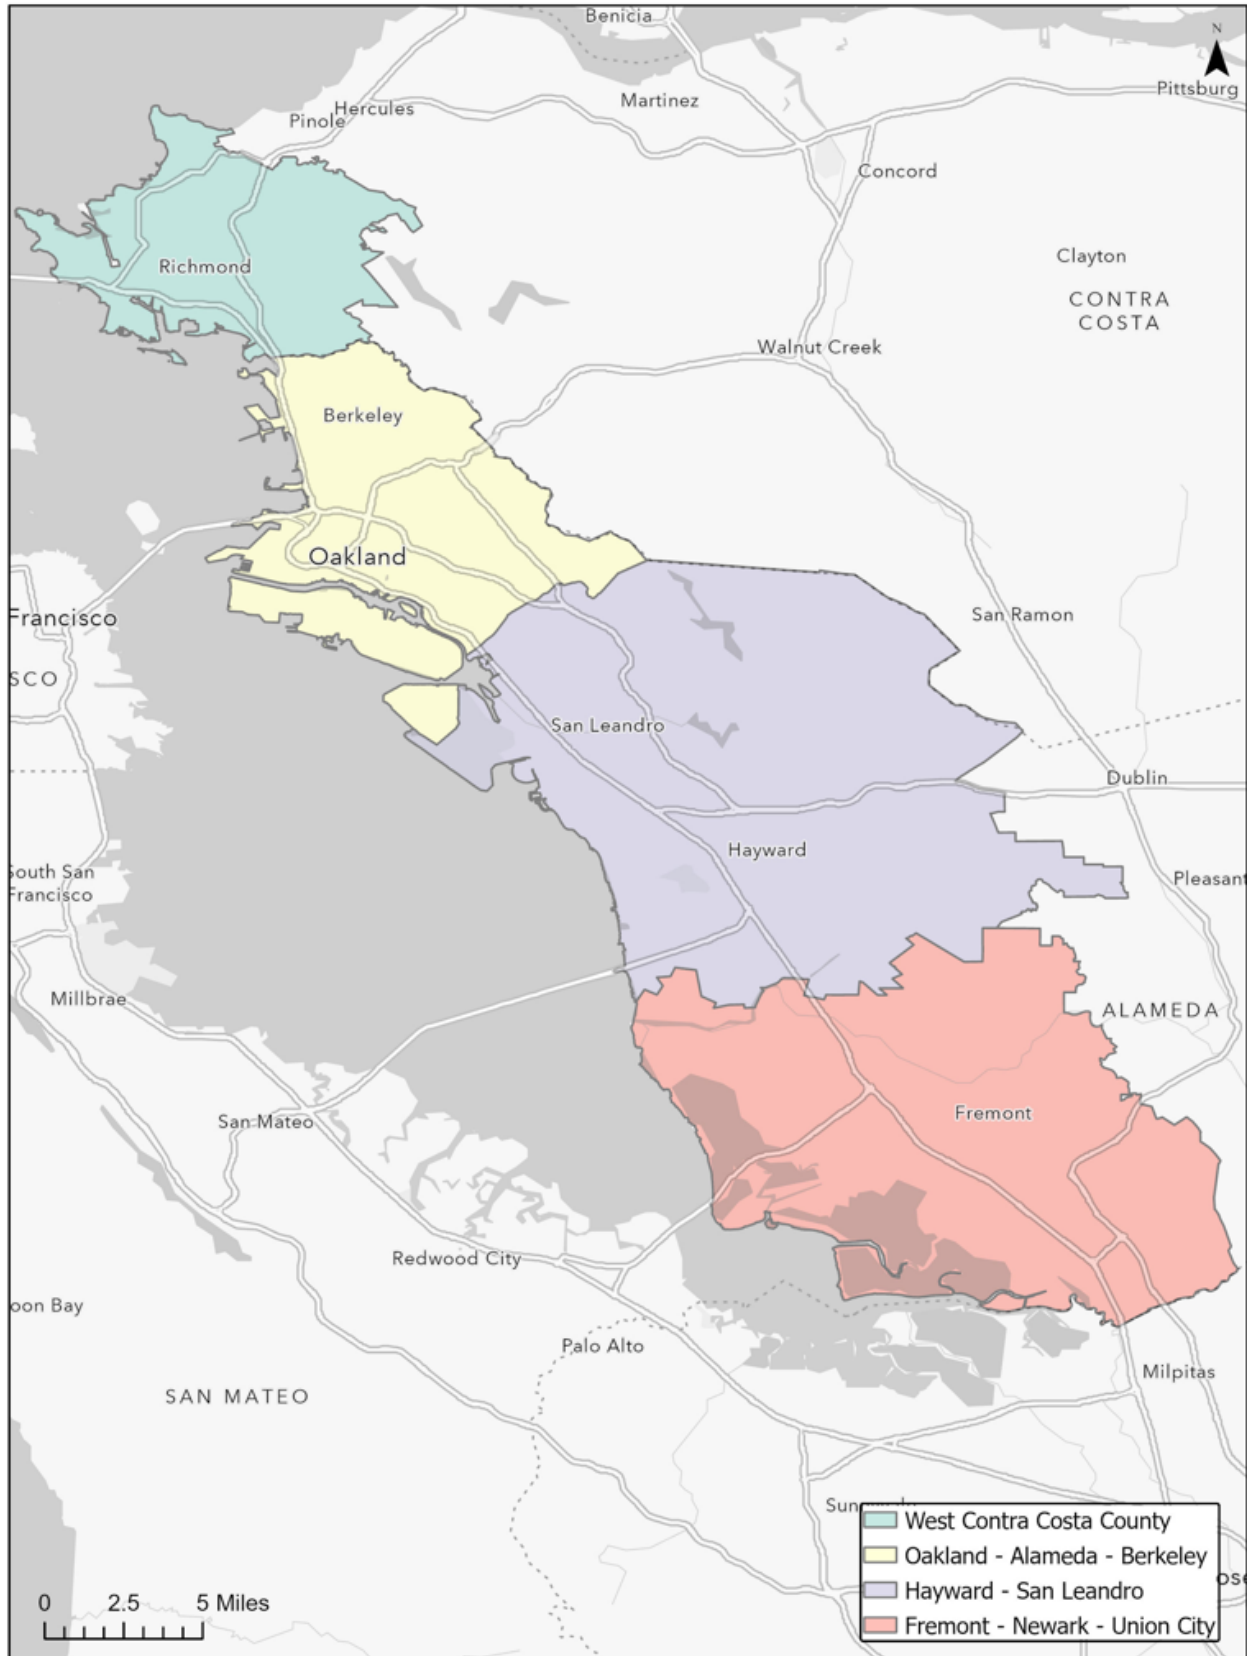 Benicia
N
Pittsburg
Martinez
Hercules
Pinole
Concord
Clayton
CONTRA
COSTA
Richmond
Walnut Creek
Berkeley
Oakland
San Ramon
Francisco
SCO
San Leandro
Dublin
Hayward
South San
Francisco
Pleasant
Millbrae
ALAMEDA
Fremont
San Mateo
Redwood City
oon Bay
Palo Alto
Milpitas
SAN MATEO
West Contra Costa County
Oakland - Alameda - Berkeley
Hayward - San Leandro
Fremont - Newark - Union City
0 2.5 5 Miles